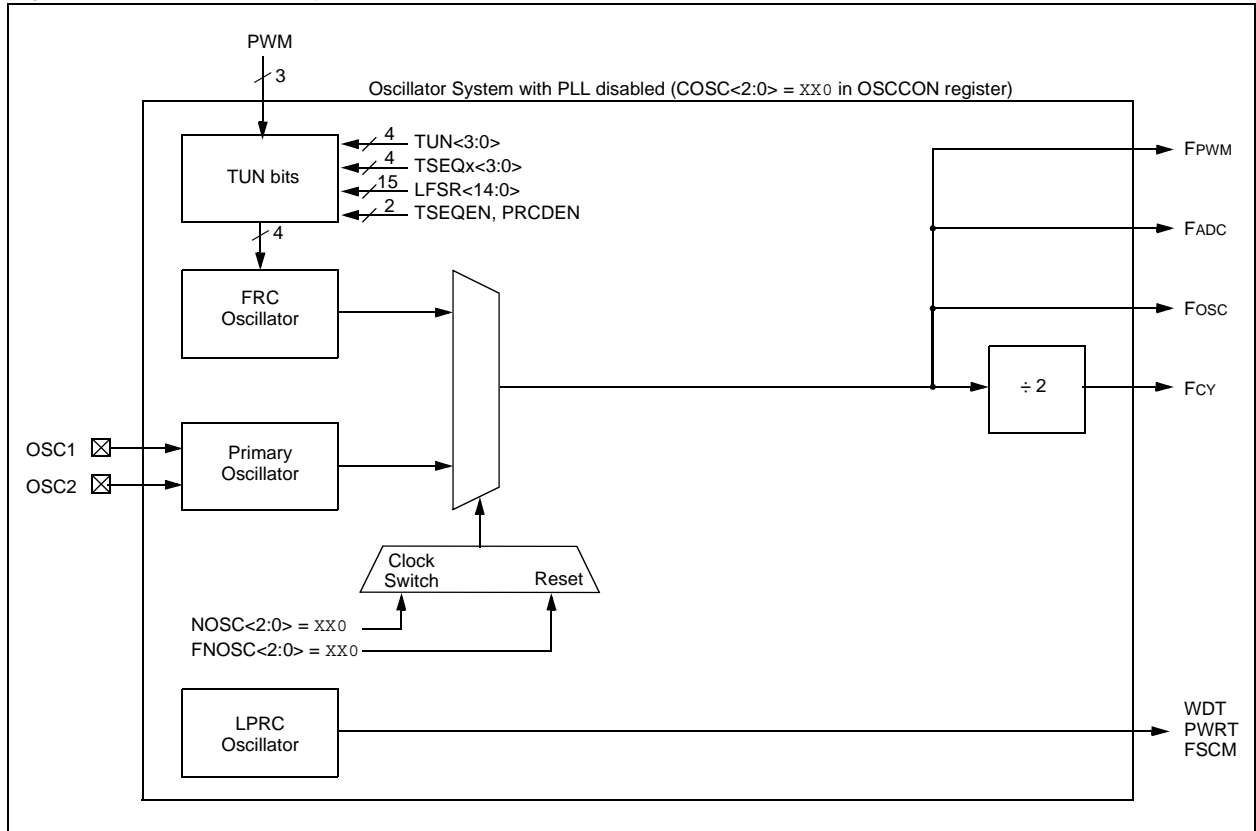 PWM
3
Oscillator System with PLL disabled (COSC<2:0> = XX0 in OSCCON register)
TUN bits
4 TUN<3:0>
4 TSEQx<3:0>
15 LFSR<14:0>
2 TSEQEN, PRCDEN
4
FRC
Oscillator
FPWM
FADC
FOSC
÷ 2
FCY
OSC1
OSC2
Primary
Oscillator
Clock
Switch
Reset
NOSC<2:0> = XX0
FNOSC<2:0> = XX0
LPRC
Oscillator
WDT
PWRT
FSCM